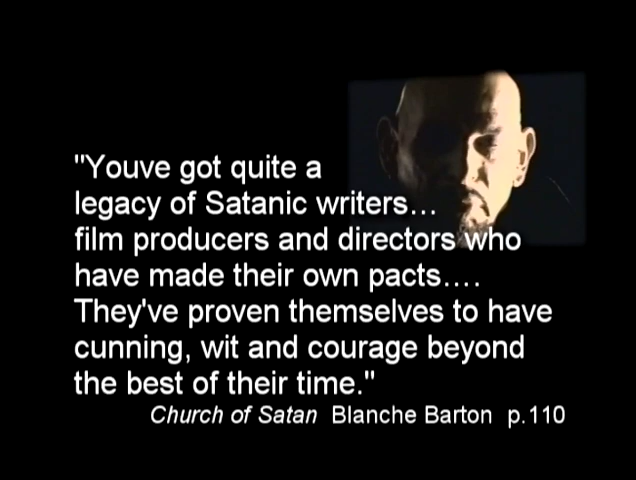 "Youve got quite a
legacy of Satanic writers...
film producers and directors who
have made their own pacts....
They've proven themselves to have
cunning, wit and courage beyond
the best of their time."
Church of Satan Blanche Barton p.110